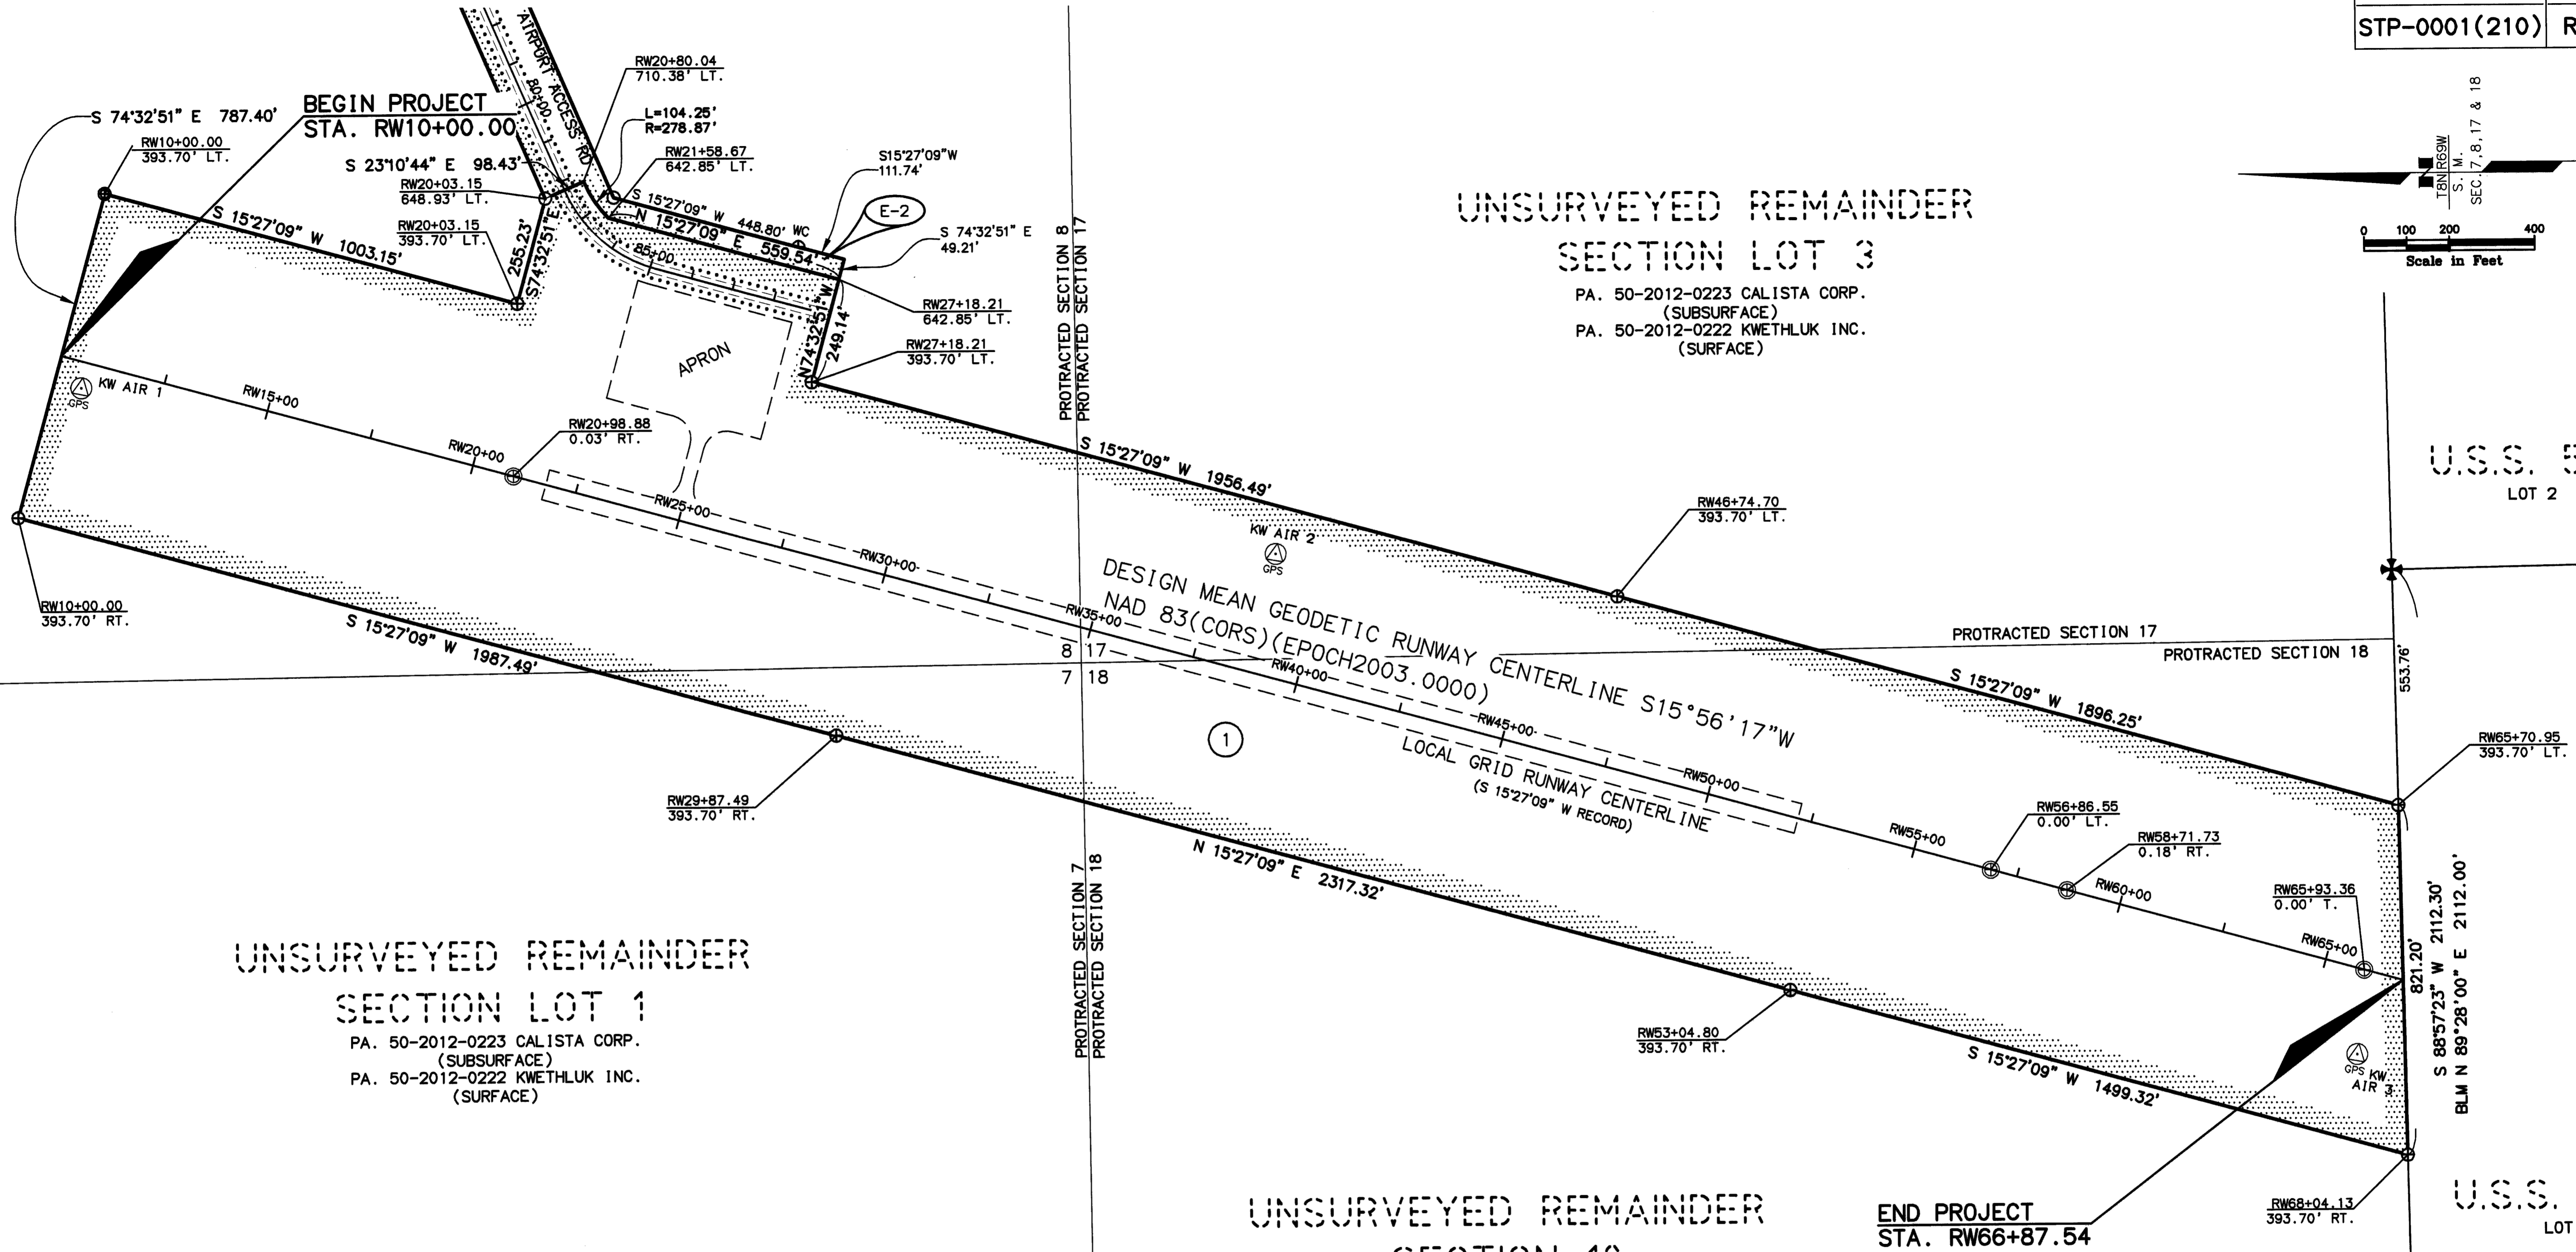 STP-0001(210) R
AIRPORT ACCESS RD
80+00
RW20+80.04
710.38' LT.
BEGIN PROJECT
STA. RW10+00.00
S 74°32'51" E 787.40'
RW10+00.00
393.70' LT.
L=104.25'
R=278.87'
RW21+58.67
642.85' LT.
S15°27'09"W
111.74'
S 23°10'44" E 98.43'
RW20+03.15
648.93' LT.
RW20+03.15
393.70' LT.
E-2
S 15°27'09" W 448.80' WC
N 15°27'09" E 559.54'
S 74°32'51" E
49.21'
S 15°27'09" W 1003.15'
255.23'
S74°32'51"E
85+00
RW27+18.21
642.85' LT.
RW27+18.21
393.70' LT.
N74°32'51"W
249.14'
APRON
PROTRACTED SECTION 8
PROTRACTED SECTION 17
UNSURVEYED REMAINDER
SECTION LOT 3
PA. 50-2012-0223 CALISTA CORP.
(SUBSURFACE)
PA. 50-2012-0222 KWETHLUK INC.
(SURFACE)
T8N R69W
S. M.
SEC. 7,8,17 & 18
0 100 200 400
Scale in Feet
U.S.S. 5
LOT 2
KW AIR 1
GPS
RW15+00
RW20+00
RW20+98.88
0.03' RT.
RW25+00
RW30+00
RW35+00
RW40+00
RW45+00
RW50+00
RW55+00
RW60+00
RW65+00
S 15°27'09" W 1956.49'
KW AIR 2
GPS
RW46+74.70
393.70' LT.
DESIGN MEAN GEODETIC RUNWAY CENTERLINE S15°56'17"W
NAD 83(CORS)(EPOCH2003.0000)
8 17
7 18
PROTRACTED SECTION 17
PROTRACTED SECTION 18
553.76'
S 15°27'09" W 1896.25'
RW65+70.95
393.70' LT.
RW10+00.00
393.70' RT.
S 15°27'09" W 1987.49'
1
LOCAL GRID RUNWAY CENTERLINE
(S 15°27'09" W RECORD)
RW29+87.49
393.70' RT.
RW56+86.55
0.00' LT.
RW58+71.73
0.18' RT.
RW65+93.36
0.00' T.
N 15°27'09" E 2317.32'
PROTRACTED SECTION 7
PROTRACTED SECTION 18
821.20'
S 88°57'23" W 2112.30'
BLM N 89°28'00" E 2112.00'
UNSURVEYED REMAINDER
SECTION LOT 1
PA. 50-2012-0223 CALISTA CORP.
(SUBSURFACE)
PA. 50-2012-0222 KWETHLUK INC.
(SURFACE)
RW53+04.80
393.70' RT.
S 15°27'09" W 1499.32'
GPS KW
AIR 3
UNSURVEYED REMAINDER
END PROJECT
STA. RW66+87.54
RW68+04.13
393.70' RT.
U.S.S.
LOT